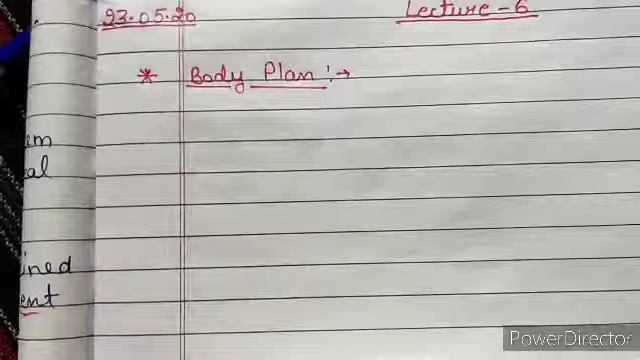 23.05.20
Lecture - 6
* Body Plan :→
em
al
ined
ent
PowerDirector